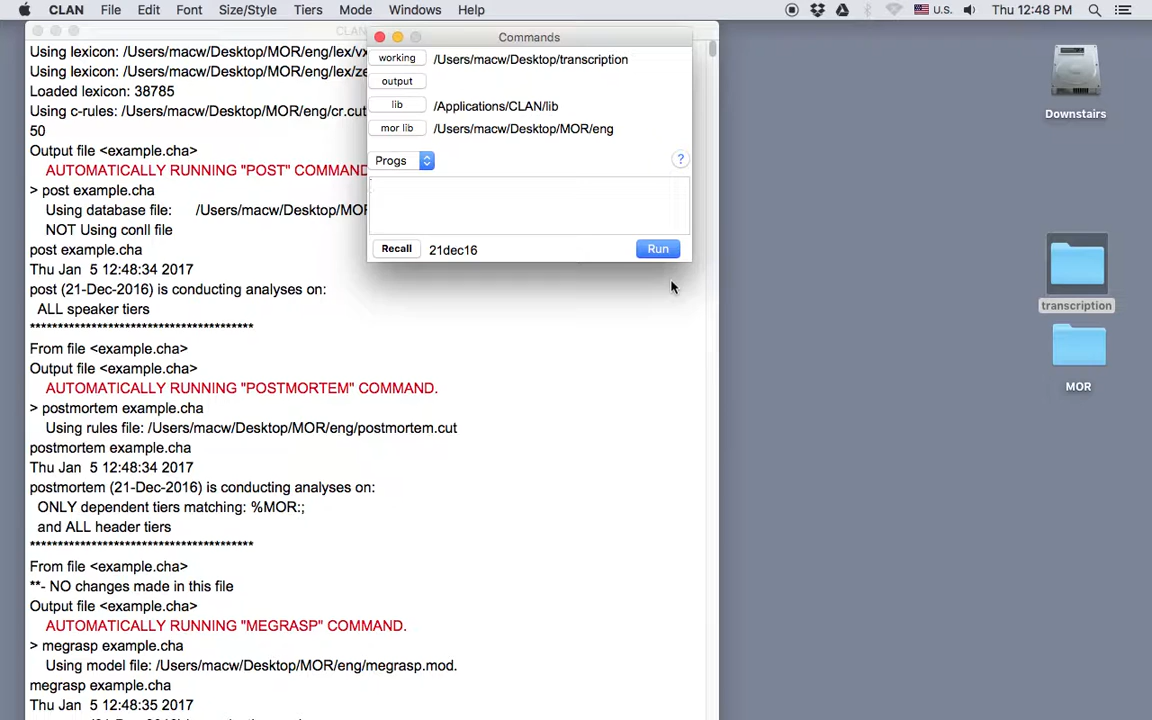 CLAN File Edit View Font Size/Style Tiers Mode Windows Help U.S. Thu 12:48 PM
CLAN
Using lexicon: /Users/macw/Desktop/MOR/eng/lex/vx
Using lexicon: /Users/macw/Desktop/MOR/eng/lex/ze
Loaded lexicon: 38785
Using c-rules: /Users/macw/Desktop/MOR/eng/cr.cut
50
Output file <example.cha>
AUTOMATICALLY RUNNING "POST" COMMAND
> post example.cha
Using database file: /Users/macw/Desktop/MOR
NOT Using conll file
post example.cha
Thu Jan 5 12:48:34 2017
post (21-Dec-2016) is conducting analyses on:
ALL speaker tiers
****************************************
From file <example.cha>
Output file <example.cha>
AUTOMATICALLY RUNNING "POSTMORTEM" COMMAND.
> postmortem example.cha
Using rules file: /Users/macw/Desktop/MOR/eng/postmortem.cut
postmortem example.cha
Thu Jan 5 12:48:34 2017
postmortem (21-Dec-2016) is conducting analyses on:
ONLY dependent tiers matching: %MOR:;
and ALL header tiers
****************************************
From file <example.cha>
**- NO changes made in this file
Output file <example.cha>
AUTOMATICALLY RUNNING "MEGRASP" COMMAND.
> megrasp example.cha
Using model file: /Users/macw/Desktop/MOR/eng/megrasp.mod.
megrasp example.cha
Thu Jan 5 12:48:35 2017
Commands
working /Users/macw/Desktop/transcription
output
lib /Applications/CLAN/lib
mor lib /Users/macw/Desktop/MOR/eng
Progs ?
Recall 21dec16 Run
Downstairs
transcription
MOR